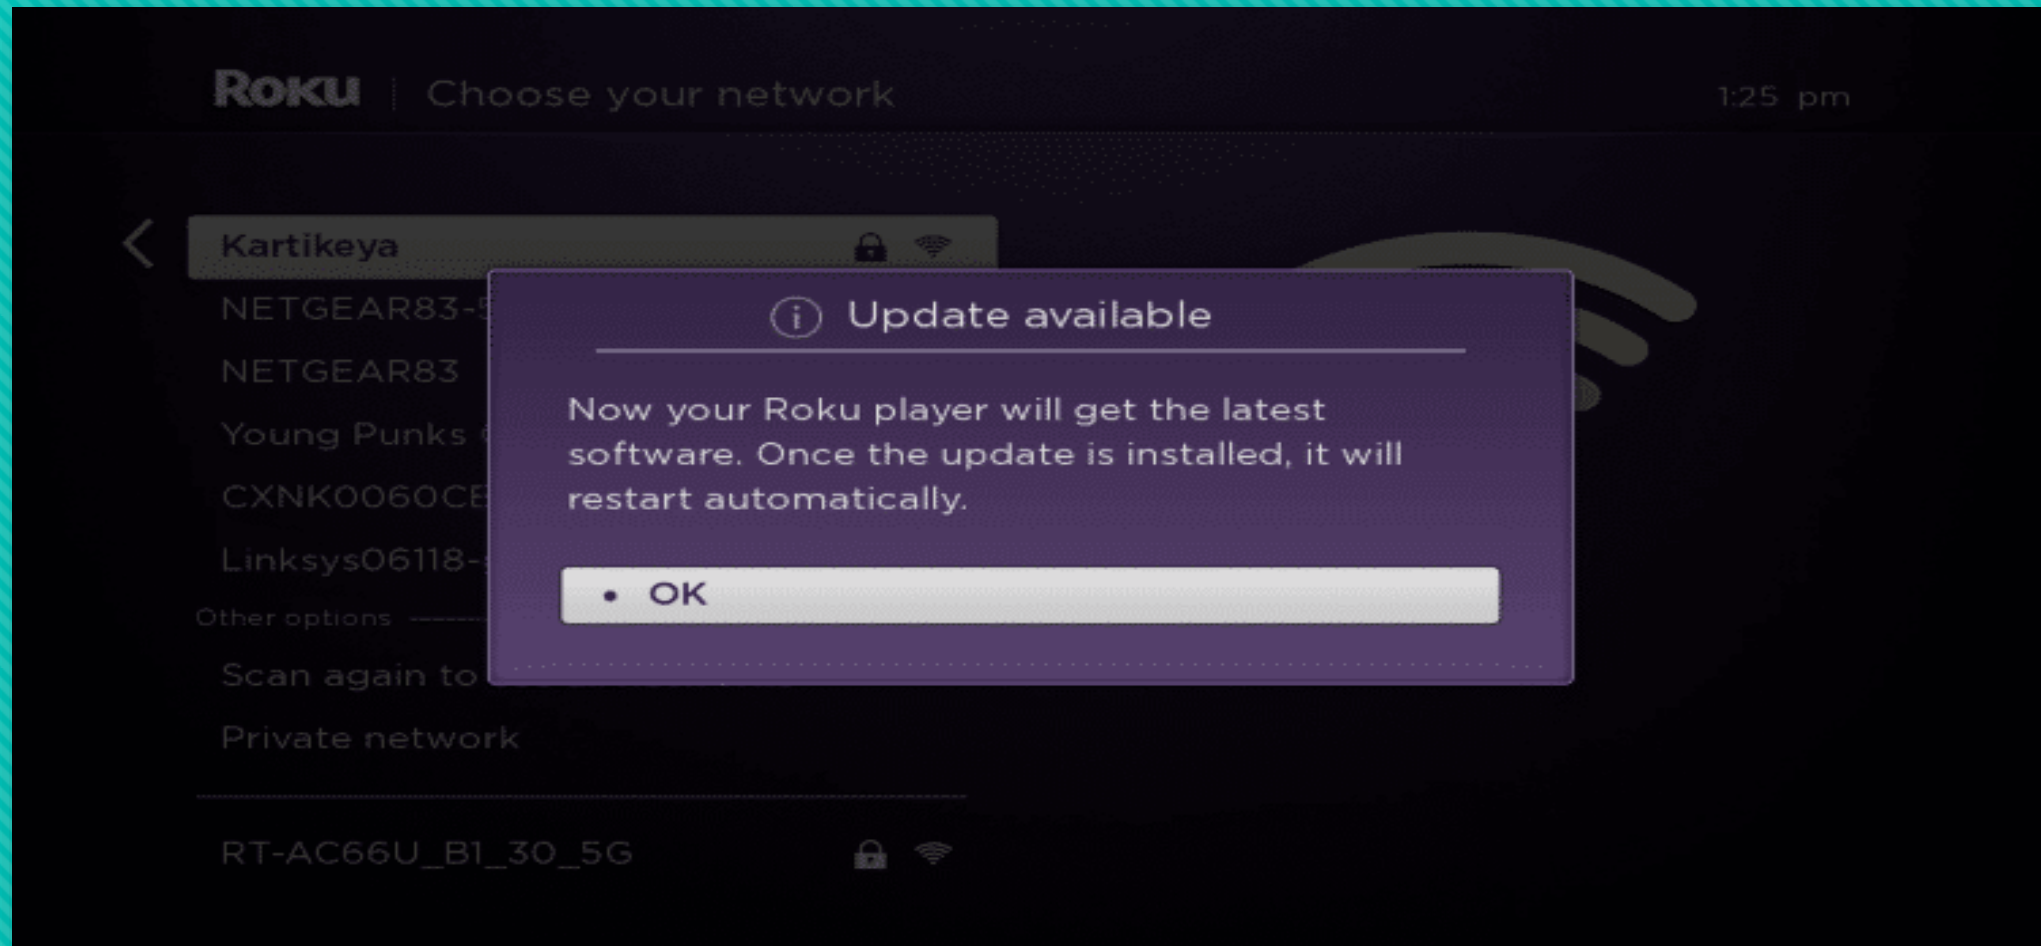 Roku | Choose your network
1:25 pm
Kartikeya
NETGEAR83-
NETGEAR83
Young Punks
CXNK0060CE
Linksys06118-
Other options
Scan again to
Private network
RT-AC66U_B1_30_5G
Update available
Now your Roku player will get the latest
software. Once the update is installed, it will
restart automatically.
• OK